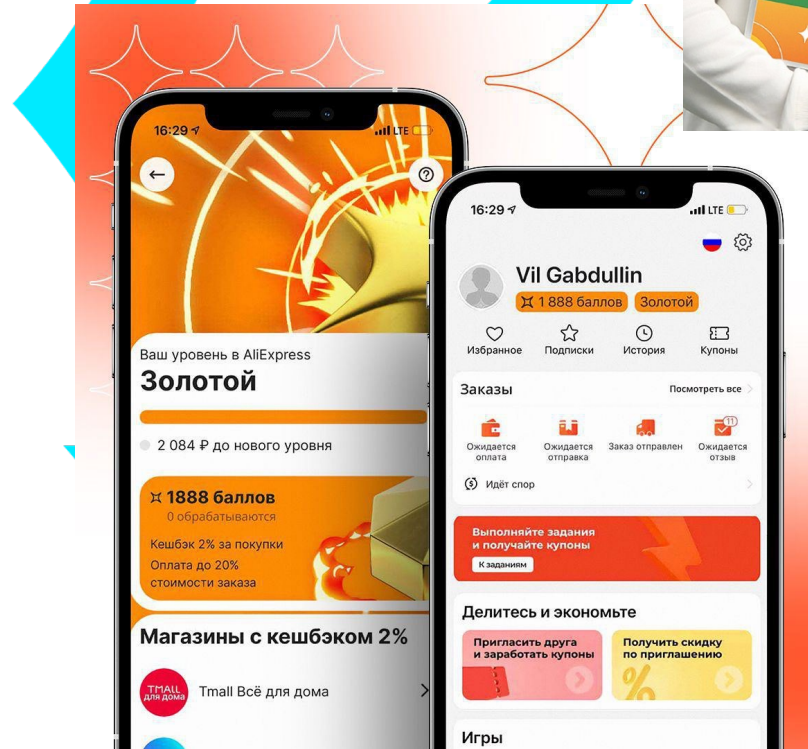 16:29
LTE
Ваш уровень в AliExpress
Золотой
2 084 ₽ до нового уровня
1888 баллов
0 обрабатываются
Кешбэк 2% за покупки
Оплата до 20%
стоимости заказа
Магазины с кешбэком 2%
TMALL
ДЛЯ ДОМА
Tmall Всё для дома
16:29
LTE
Vil Gabdullin
1 888 баллов
Золотой
Избранное
Подписки
История
Купоны
Заказы
Посмотреть все
Ожидается
оплата
Ожидается
отправка
Заказ отправлен
11
Ожидается
отзыв
Идёт спор
Выполняйте задания
и получайте купоны
К заданиям
Делитесь и экономьте
Пригласить друга
и заработать купоны
Получить скидку
по приглашению
Игры